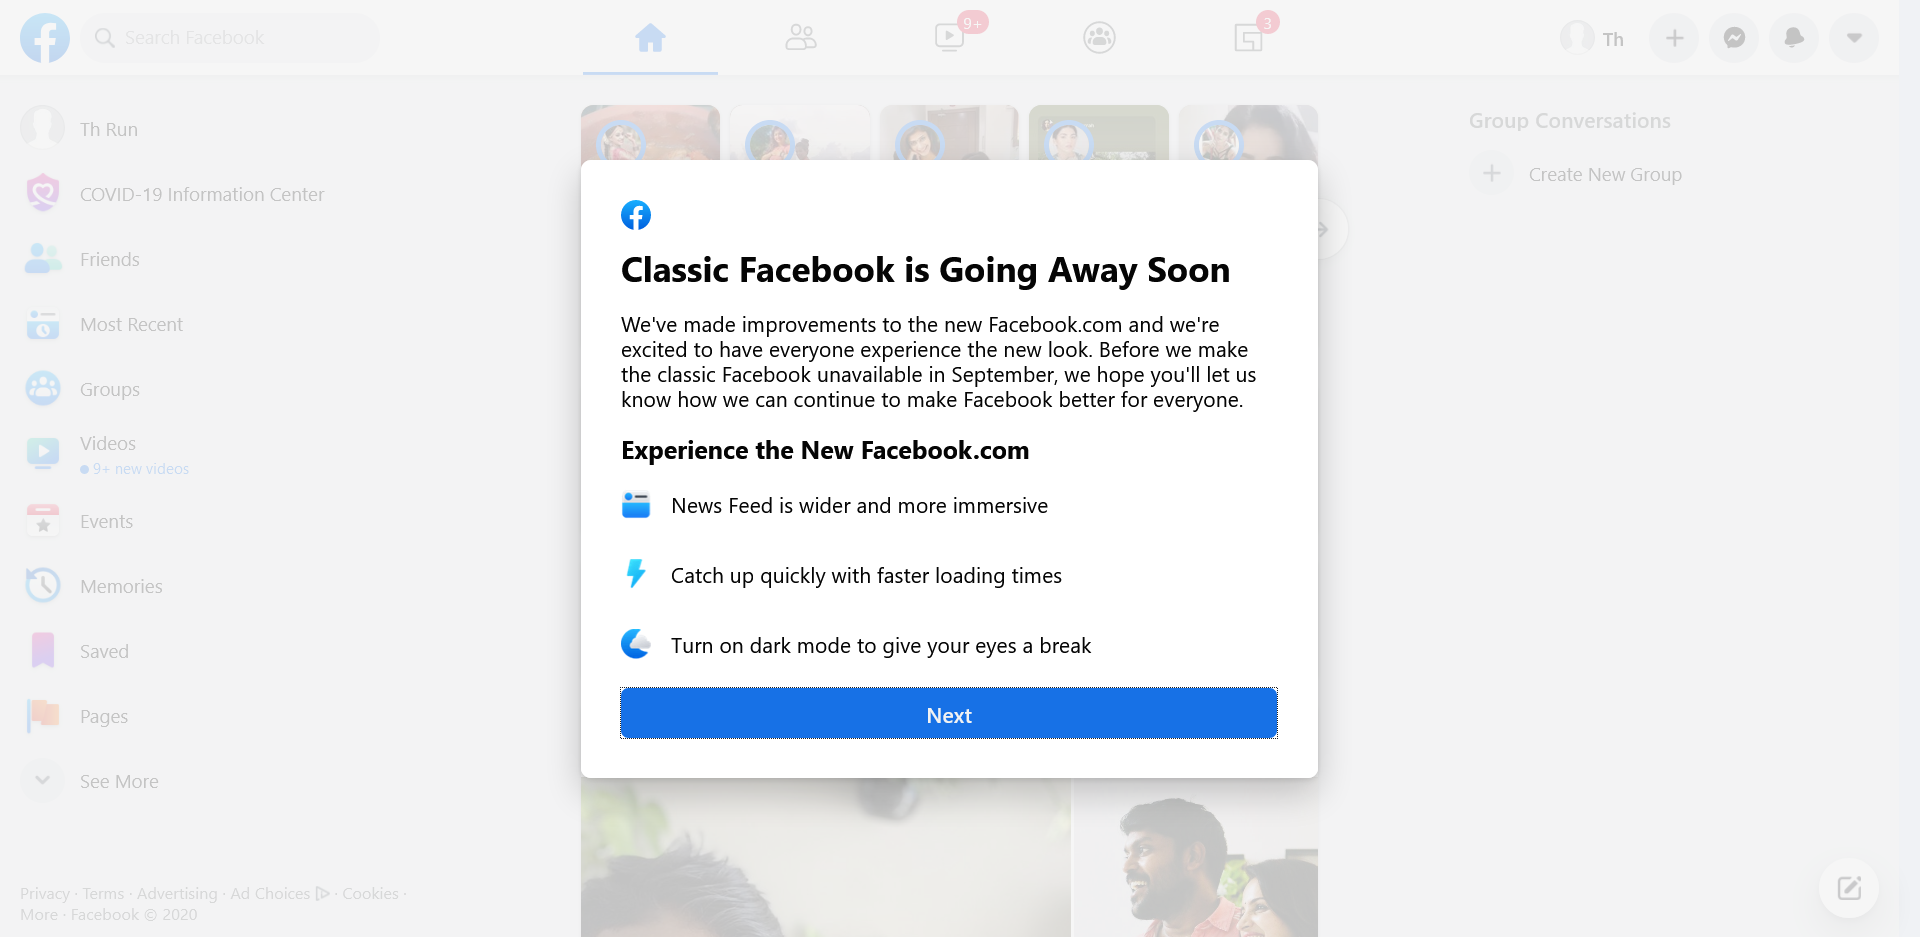 Search Facebook
9+
3
Th
Th Run
COVID-19 Information Center
Friends
Most Recent
Groups
Videos
9+ new videos
Events
Memories
Saved
Pages
See More
Privacy · Terms · Advertising · Ad Choices · Cookies ·
More · Facebook © 2020
Classic Facebook is Going Away Soon
We've made improvements to the new Facebook.com and we're
excited to have everyone experience the new look. Before we make
the classic Facebook unavailable in September, we hope you'll let us
know how we can continue to make Facebook better for everyone.
Experience the New Facebook.com
News Feed is wider and more immersive
Catch up quickly with faster loading times
Turn on dark mode to give your eyes a break
Next
Group Conversations
Create New Group